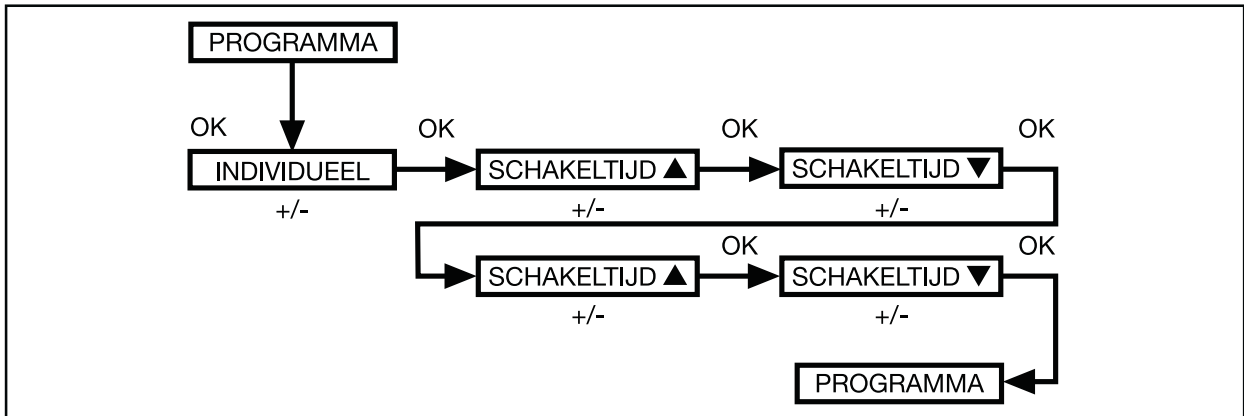 PROGRAMMA
OK OK OK OK
INDIVIDUEEL SCHAKELTIJD ▲ SCHAKELTIJD ▼
+/- +/- +/-
OK OK
SCHAKELTIJD ▲ SCHAKELTIJD ▼
+/- +/-
PROGRAMMA